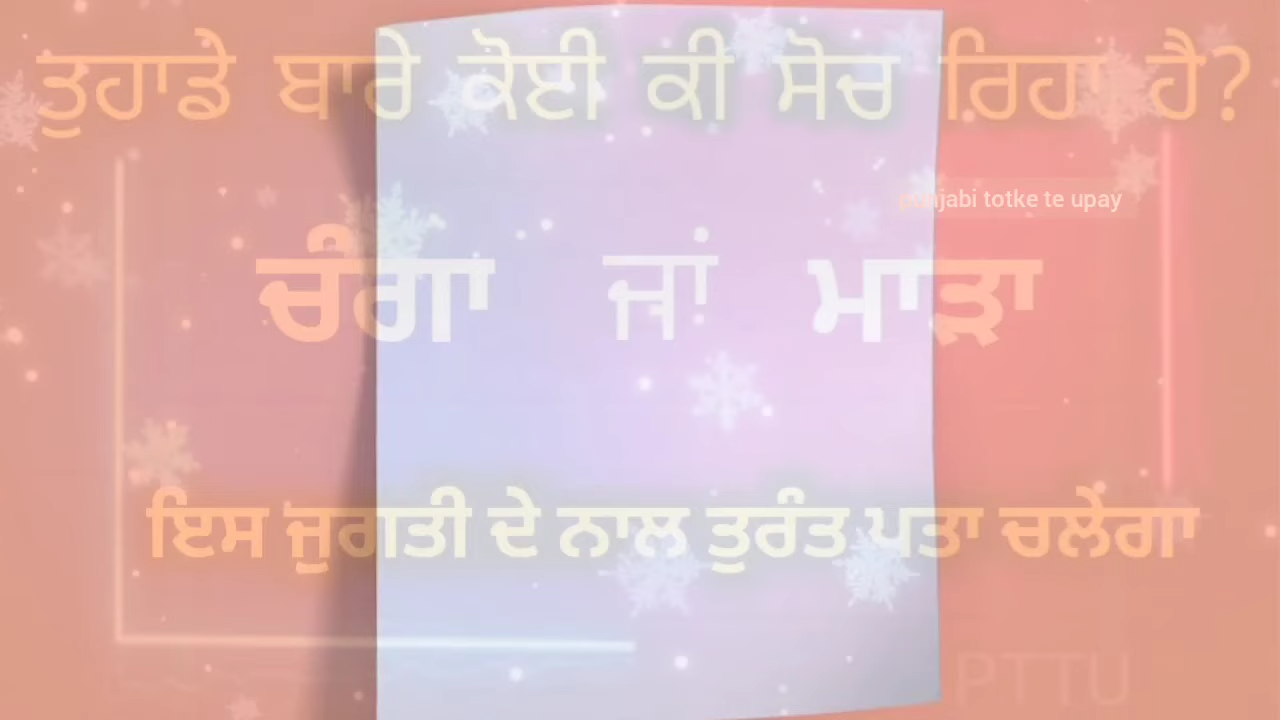 ਤੁਹਾਡੇ ਬਾਰੇ ਕੋਈ ਕੀ ਸੋਚ ਰਿਹਾ ਹੈ?
punjabi totke te upay
ਚੰਗਾ ਜਾਂ ਮਾੜਾ
ਇਸ ਜੁਗਤੀ ਦੇ ਨਾਲ ਤੁਰੰਤ ਪਤਾ ਚਲੇਗਾ
PTTU